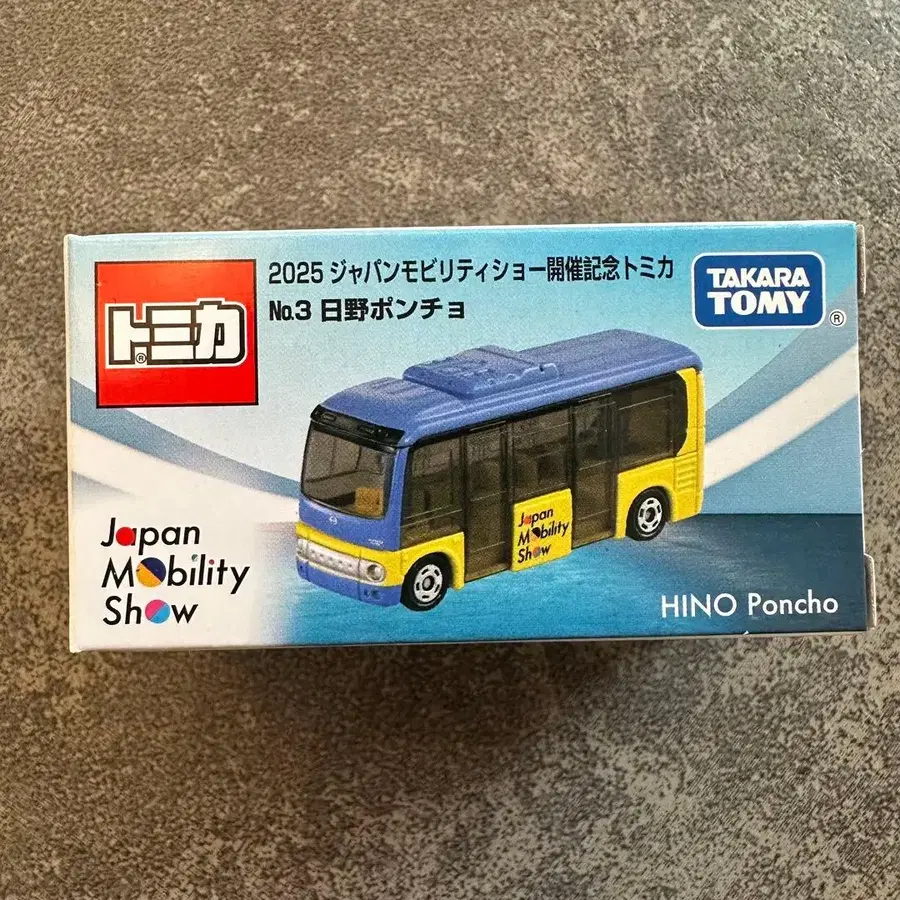 トミカ®
2025 ジャパンモビリティショー開催記念トミカ
No.3 日野ポンチョ
TAKARA
TOMY®
Japan
Mobility
Show
Japan
Mobility
Show
HINO Poncho